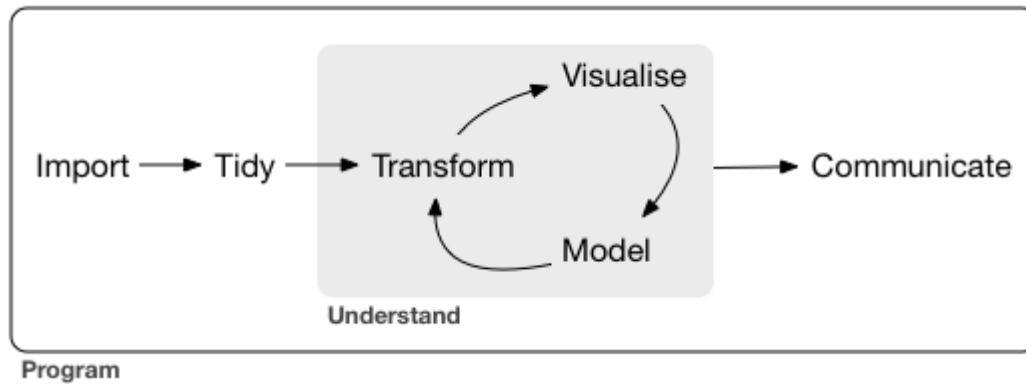 Visualise
Import
Tidy
Transform
Communicate
Model
Understand
Program